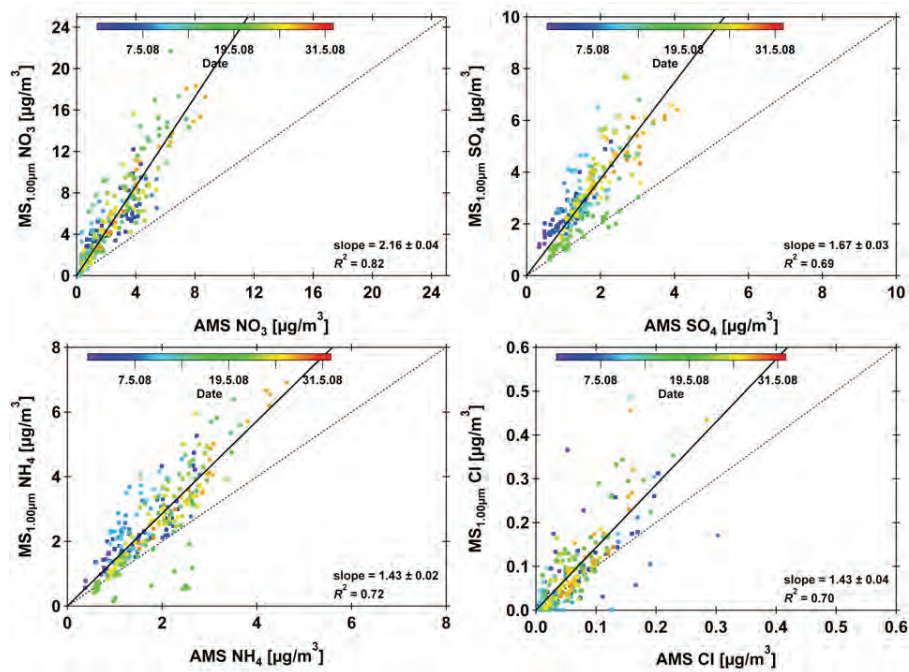 24
20
16
12
8
4
0
MS1.00µm NO3 [µg/m3]
7.5.08 19.5.08 31.5.08
Date
slope = 2.16 ± 0.04
R2 = 0.82
0 4 8 12 16 20 24
AMS NO3 [µg/m3]
10
8
6
4
2
0
MS1.00µm SO4 [µg/m3]
7.5.08 19.5.08 31.5.08
Date
slope = 1.67 ± 0.03
R2 = 0.69
0 2 4 6 8 10
AMS SO4 [µg/m3]
8
6
4
2
0
MS1.00µm NH4 [µg/m3]
7.5.08 19.5.08 31.5.08
Date
slope = 1.43 ± 0.02
R2 = 0.72
0 2 4 6 8
AMS NH4 [µg/m3]
0.6
0.5
0.4
0.3
0.2
0.1
0.0
MS1.00µm Cl [µg/m3]
7.5.08 19.5.08 31.5.08
Date
slope = 1.43 ± 0.04
R2 = 0.70
0.0 0.1 0.2 0.3 0.4 0.5 0.6
AMS Cl [µg/m3]